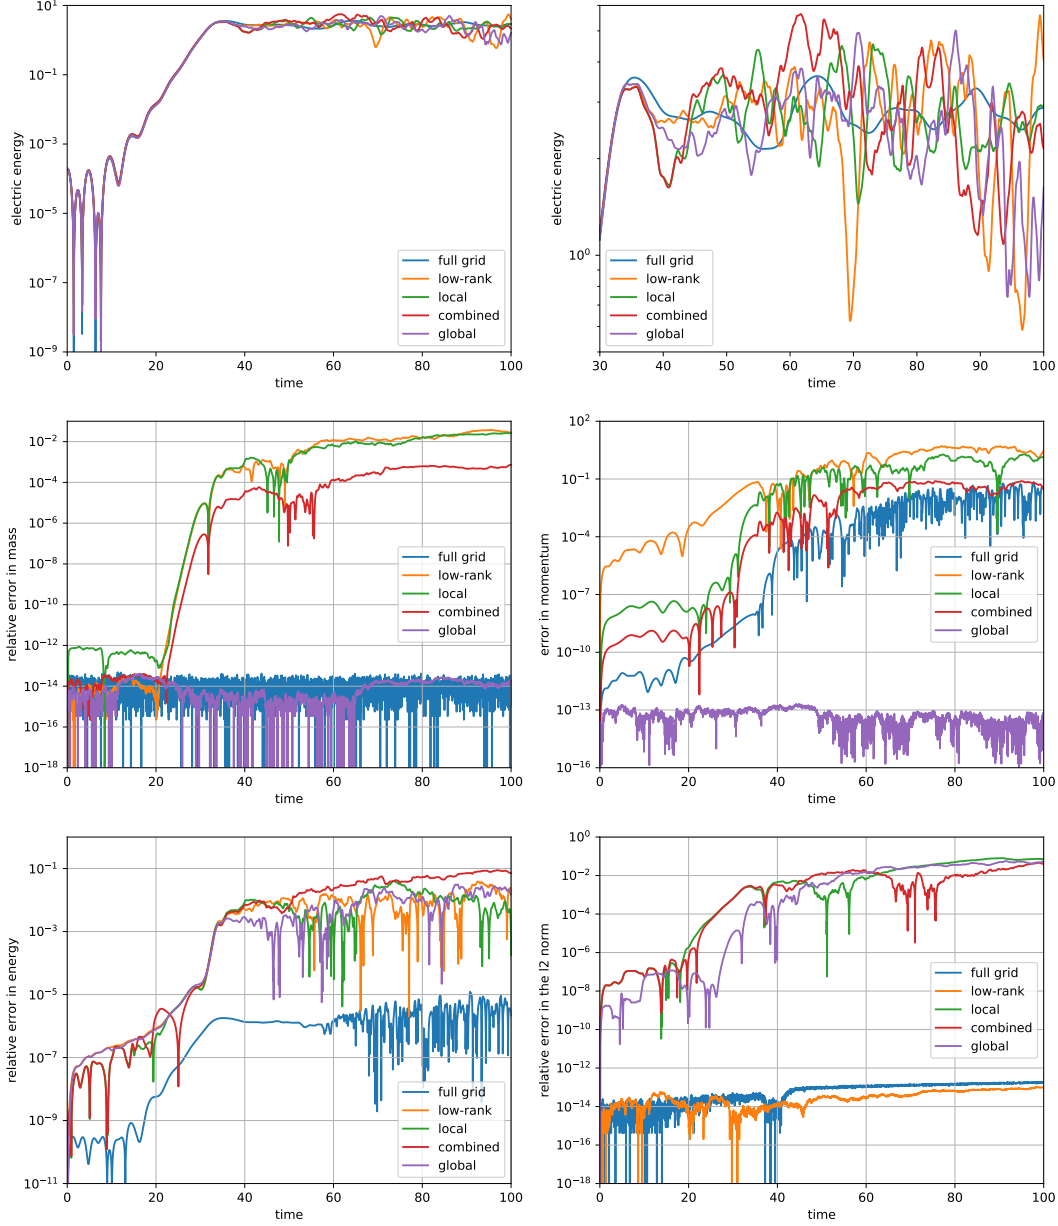 10^1
10^−1
10^−3
10^−5
10^−7
10^−9
electric energy
0 20 40 60 80 100
time
full grid
low-rank
local
combined
global
10^0
electric energy
30 40 50 60 70 80 90 100
time
full grid
low-rank
local
combined
global
10^−2
10^−4
10^−6
10^−8
10^−10
10^−12
10^−14
10^−16
10^−18
relative error in mass
0 20 40 60 80 100
time
full grid
low-rank
local
combined
global
10^2
10^−1
10^−4
10^−7
10^−10
10^−13
10^−16
error in momentum
0 20 40 60 80 100
time
full grid
low-rank
local
combined
global
10^−1
10^−3
10^−5
10^−7
10^−9
10^−11
relative error in energy
0 20 40 60 80 100
time
full grid
low-rank
local
combined
global
10^0
10^−2
10^−4
10^−6
10^−8
10^−10
10^−12
10^−14
10^−16
10^−18
relative error in the l2 norm
0 20 40 60 80 100
time
full grid
low-rank
local
combined
global